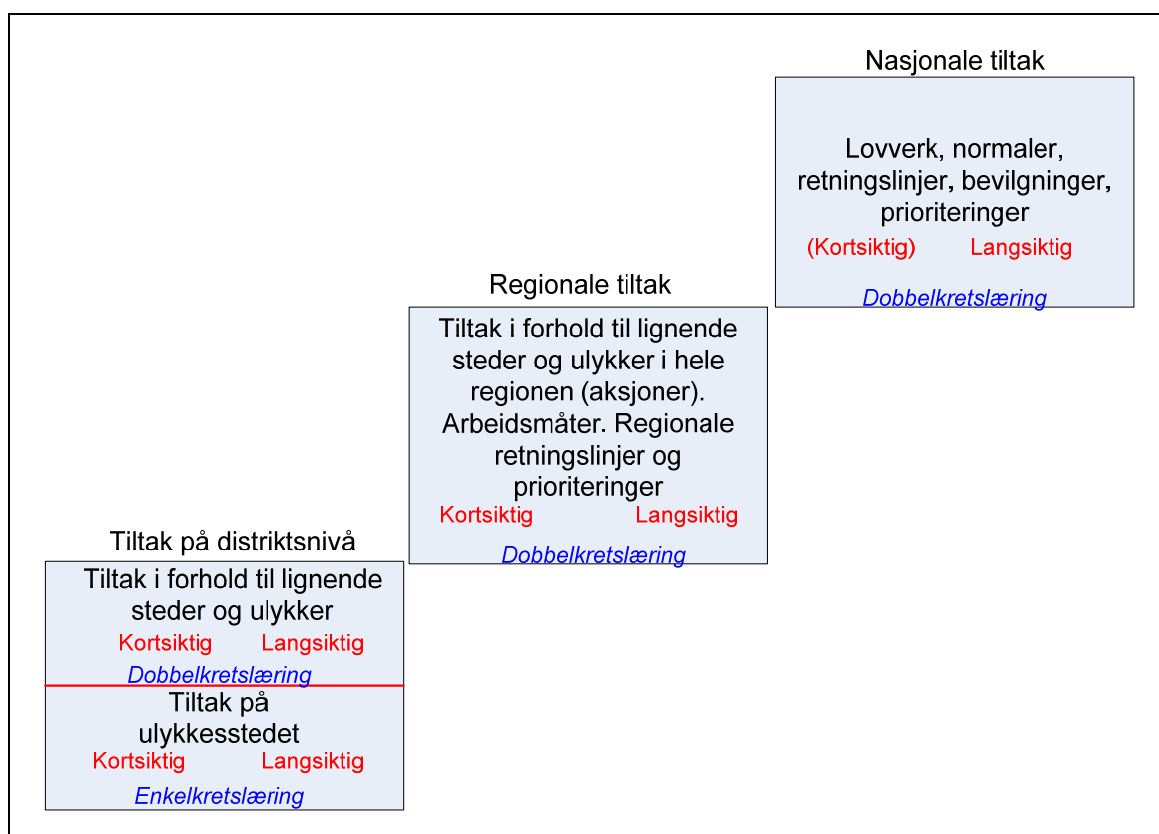 Nasjonale tiltak
Lovverk, normaler,
retningslinjer, bevilgninger,
prioriteringer
(Kortsiktig) Langsiktig
Dobbelkretslæring
Regionale tiltak
Tiltak i forhold til lignende
steder og ulykker i hele
regionen (aksjoner).
Arbeidsmåter. Regionale
retningslinjer og
prioriteringer
Kortsiktig Langsiktig
Dobbelkretslæring
Tiltak på distriktsnivå
Tiltak i forhold til lignende
steder og ulykker
Kortsiktig Langsiktig
Dobbelkretslæring
Tiltak på
ulykkesstedet
Kortsiktig Langsiktig
Enkelkretslæring